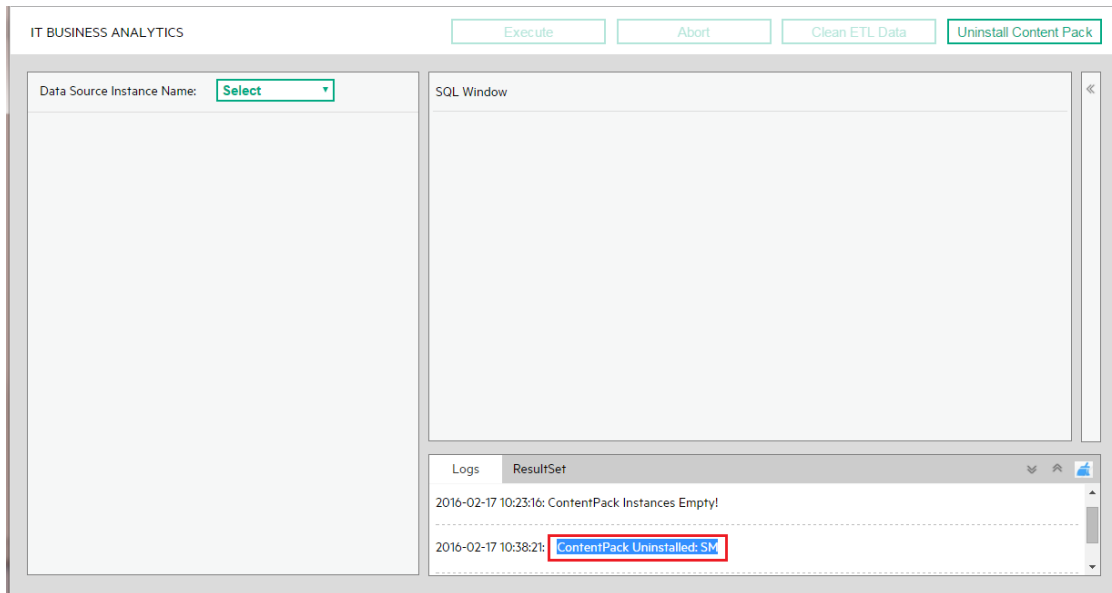 IT BUSINESS ANALYTICS
Execute
Abort
Clean ETL Data
Uninstall Content Pack
Data Source Instance Name:
Select
SQL Window
Logs
ResultSet
2016-02-17 10:23:16: ContentPack Instances Empty!
2016-02-17 10:38:21: ContentPack Uninstalled: SM